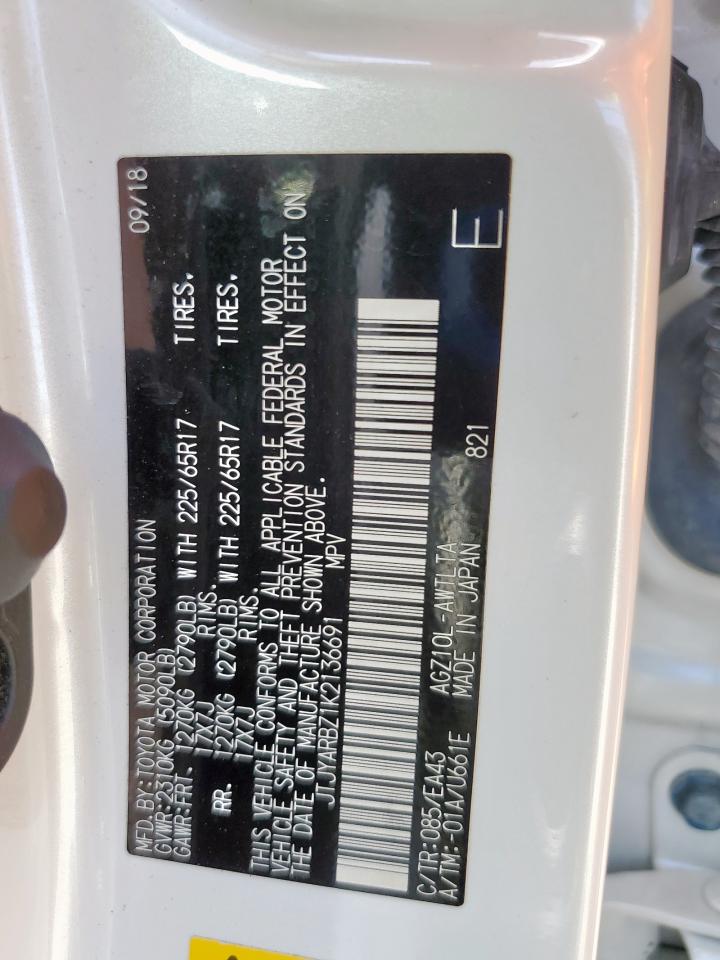 MFD. BY: TOYOTA MOTOR CORPORATION 09/18
GVWR: 2310KG (5090LB)
GAWR: FRT. 1270KG (2790LB) WITH 225/65R17 TIRES.
17X7J RIMS.
RR. 1270KG (2790LB) WITH 225/65R17 TIRES.
17X7J RIMS.
THIS VEHICLE CONFORMS TO ALL APPLICABLE FEDERAL MOTOR
VEHICLE SAFETY AND THEFT PREVENTION STANDARDS IN EFFECT ON
THE DATE OF MANUFACTURE SHOWN ABOVE.
JTJYARBZ1K2136691 MPV
C/TR: 085/EA43 AGZ10L-AWTLTA
A/TM: -01A/U661E MADE IN JAPAN 821
E